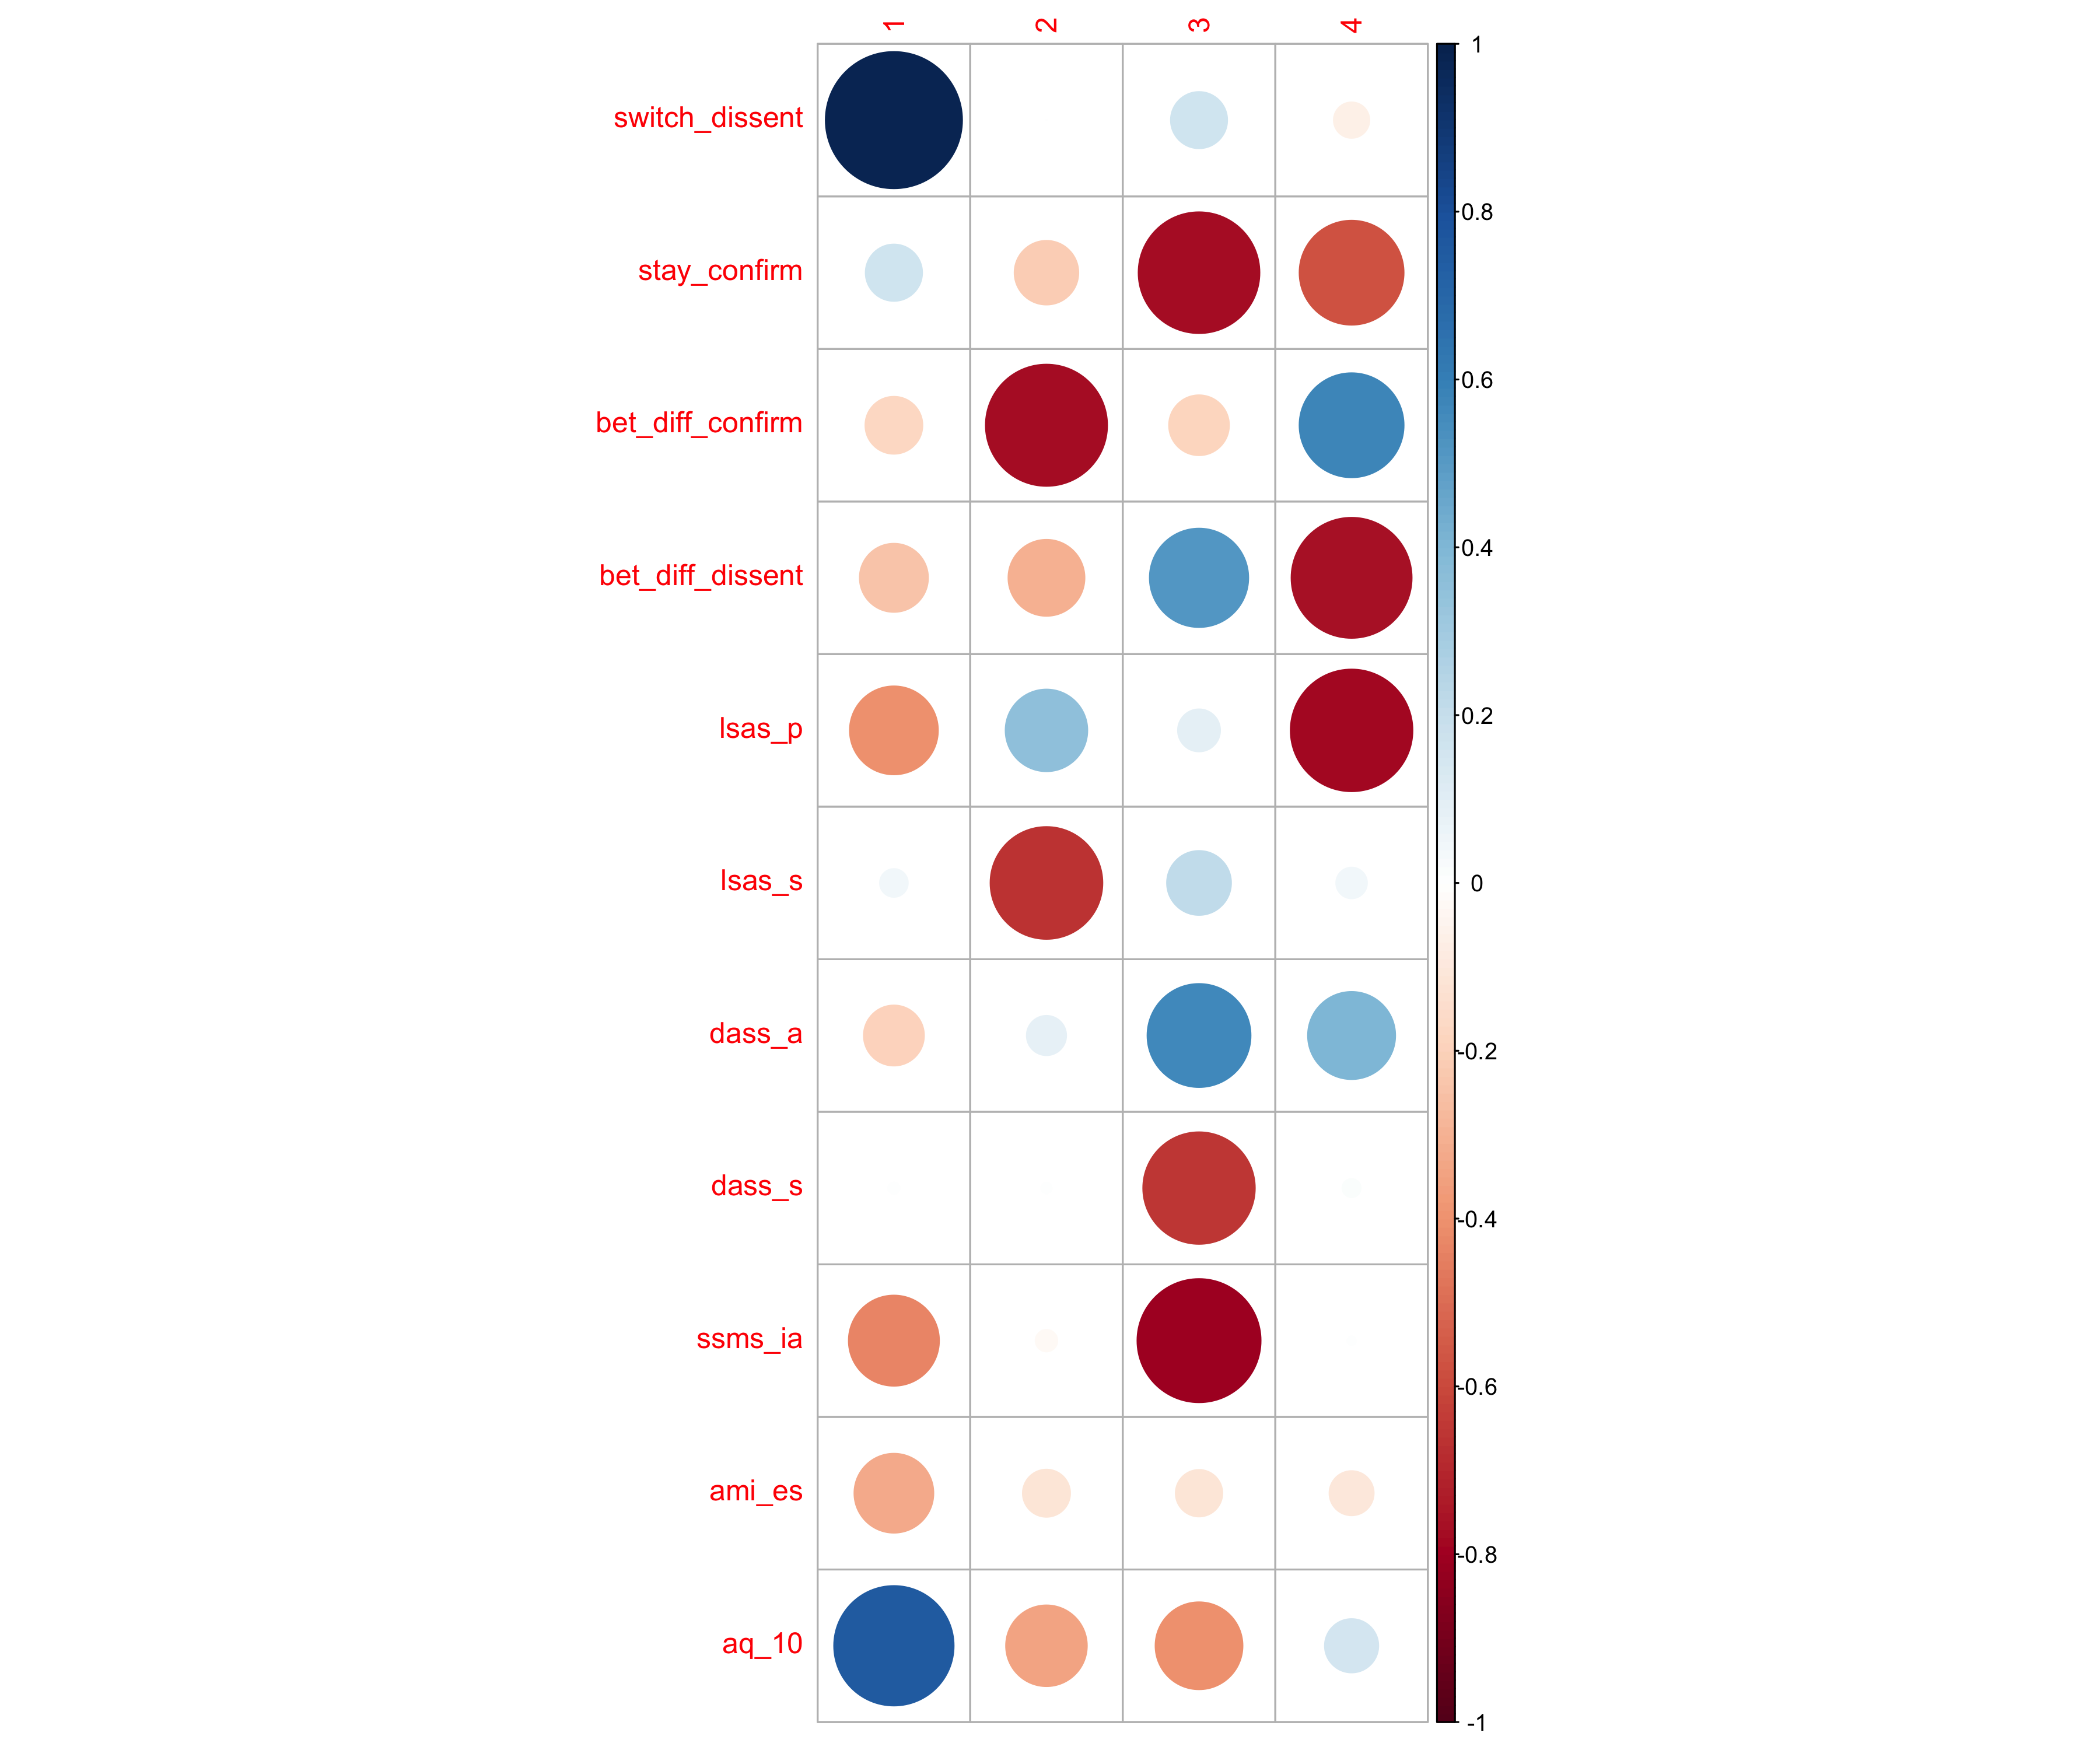 1 2 3 4
switch_dissent
stay_confirm
bet_diff_confirm
bet_diff_dissent
lsas_p
lsas_s
dass_a
dass_s
ssms_ia
ami_es
aq_10
1
0.8
0.6
0.4
0.2
0
-0.2
-0.4
-0.6
-0.8
-1